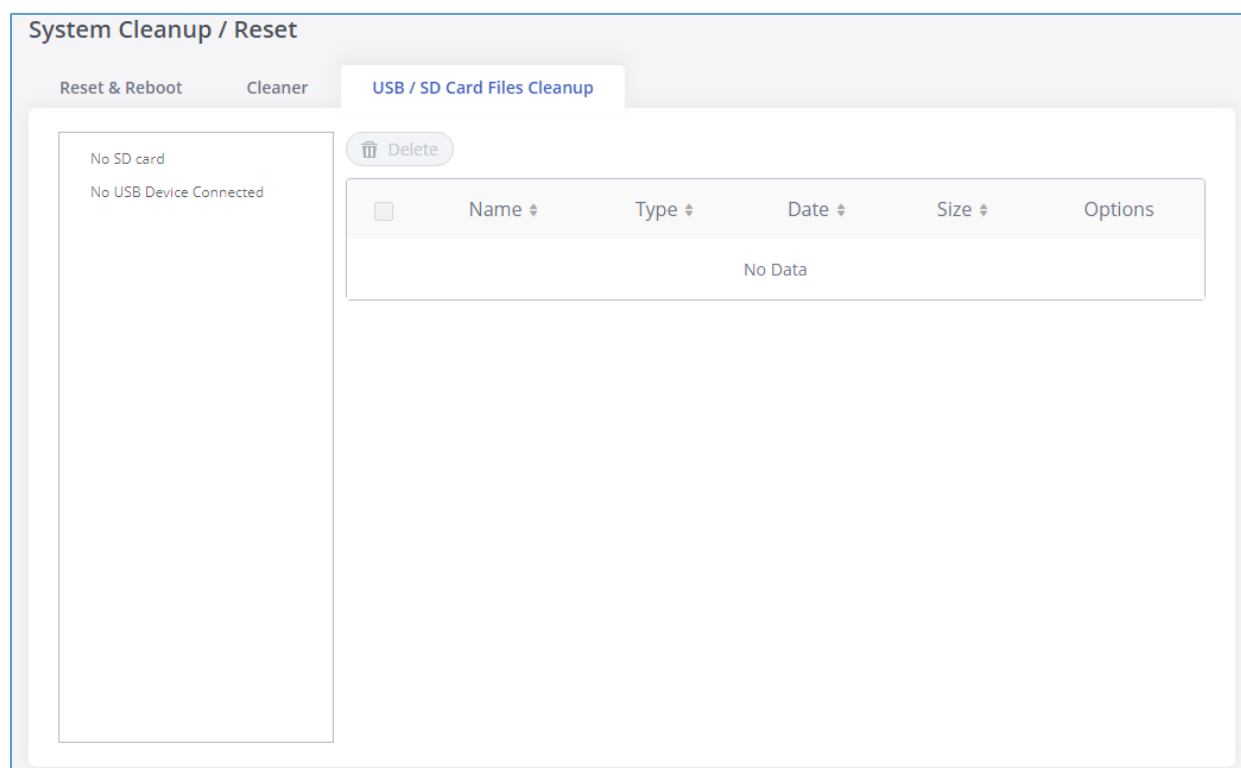 System Cleanup / Reset
Reset & Reboot Cleaner USB / SD Card Files Cleanup
No SD card
No USB Device Connected
Delete
Name Type Date Size Options
No Data